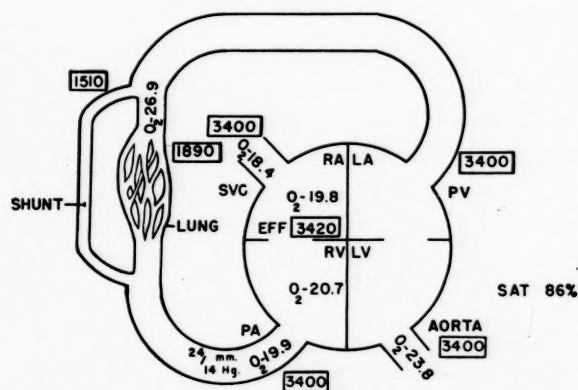 1510
O2-26.9
3400
1890
O2-18.4
RA LA
3400
SVC
O2-19.8
PV
SHUNT
LUNG
EFF 3420
RV LV
O2-20.7
SAT 86%
PA
AORTA
24/14 mm. Hg.
O2-19.9
O2-23.8
3400
3400